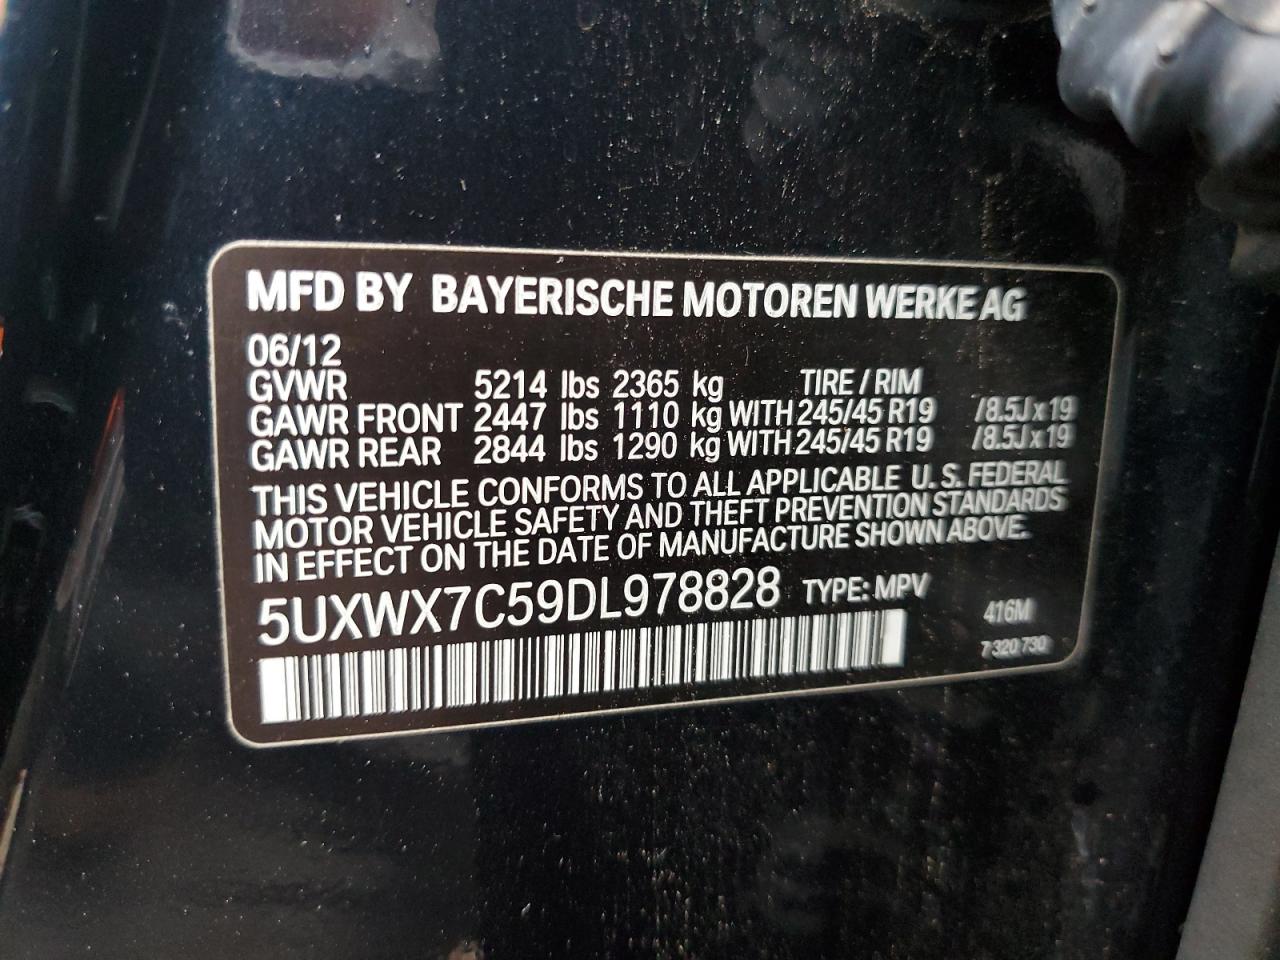 MFD BY BAYERISCHE MOTOREN WERKE AG
06/12
GVWR 5214 lbs 2365 kg TIRE / RIM
GAWR FRONT 2447 lbs 1110 kg WITH 245/45 R19 /8.5J x 19
GAWR REAR 2844 lbs 1290 kg WITH 245/45 R19 /8.5J x 19
THIS VEHICLE CONFORMS TO ALL APPLICABLE U. S. FEDERAL
MOTOR VEHICLE SAFETY AND THEFT PREVENTION STANDARDS
IN EFFECT ON THE DATE OF MANUFACTURE SHOWN ABOVE.
5UXWX7C59DL978828 TYPE: MPV
416M
7 320 730